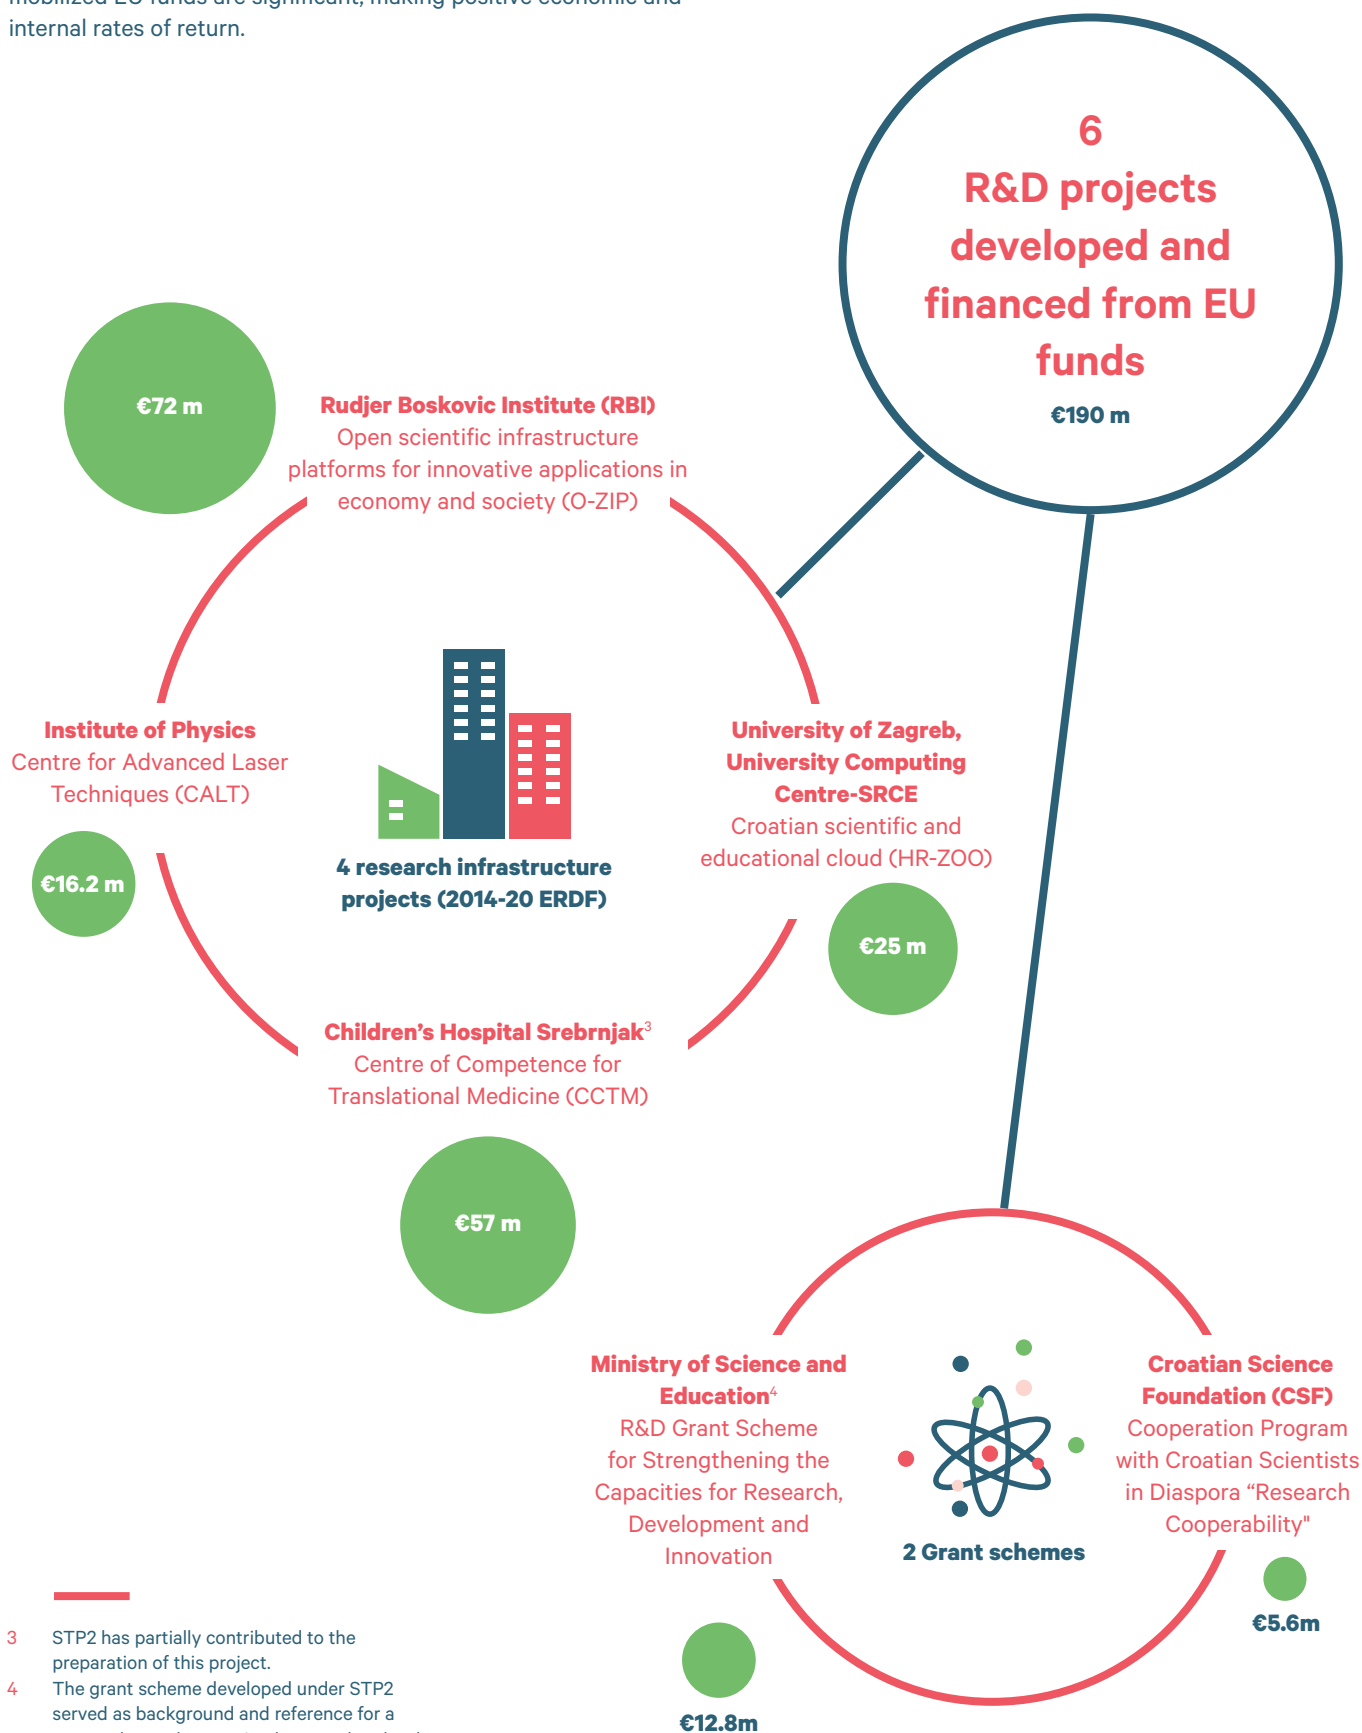 mobilized EU funds are significant, making positive economic and
internal rates of return.
6
R&D projects
developed and
financed from EU
funds
€190 m
€72 m
Rudjer Boskovic Institute (RBI)
Open scientific infrastructure
platforms for innovative applications in
economy and society (O-ZIP)
Institute of Physics
Centre for Advanced Laser
Techniques (CALT)
€16.2 m
4 research infrastructure
projects (2014-20 ERDF)
University of Zagreb,
University Computing
Centre-SRCE
Croatian scientific and
educational cloud (HR-ZOO)
€25 m
Children’s Hospital Srebrnjak3
Centre of Competence for
Translational Medicine (CCTM)
€57 m
Ministry of Science and
Education4
R&D Grant Scheme
for Strengthening the
Capacities for Research,
Development and
Innovation
€12.8m
2 Grant schemes
Croatian Science
Foundation (CSF)
Cooperation Program
with Croatian Scientists
in Diaspora “Research
Cooperability"
€5.6m
3 STP2 has partially contributed to the
preparation of this project.
4 The grant scheme developed under STP2
served as background and reference for a